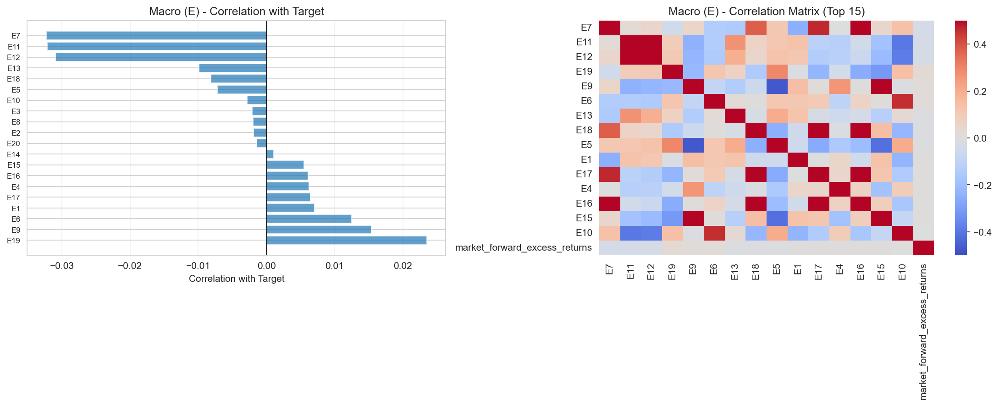 Macro (E) - Correlation with Target
E7
E11
E12
E13
E18
E5
E10
E3
E8
E2
E20
E14
E15
E16
E4
E17
E1
E6
E9
E19
−0.03
−0.02
−0.01
0.00
0.01
0.02
Correlation with Target
Macro (E) - Correlation Matrix (Top 15)
E7
E11
E12
E19
E9
E6
E13
E18
E5
E1
E17
E4
E16
E15
E10
market_forward_excess_returns
E7
E11
E12
E19
E9
E6
E13
E18
E5
E1
E17
E4
E16
E15
E10
market_forward_excess_returns
0.4
0.2
0.0
−0.2
−0.4